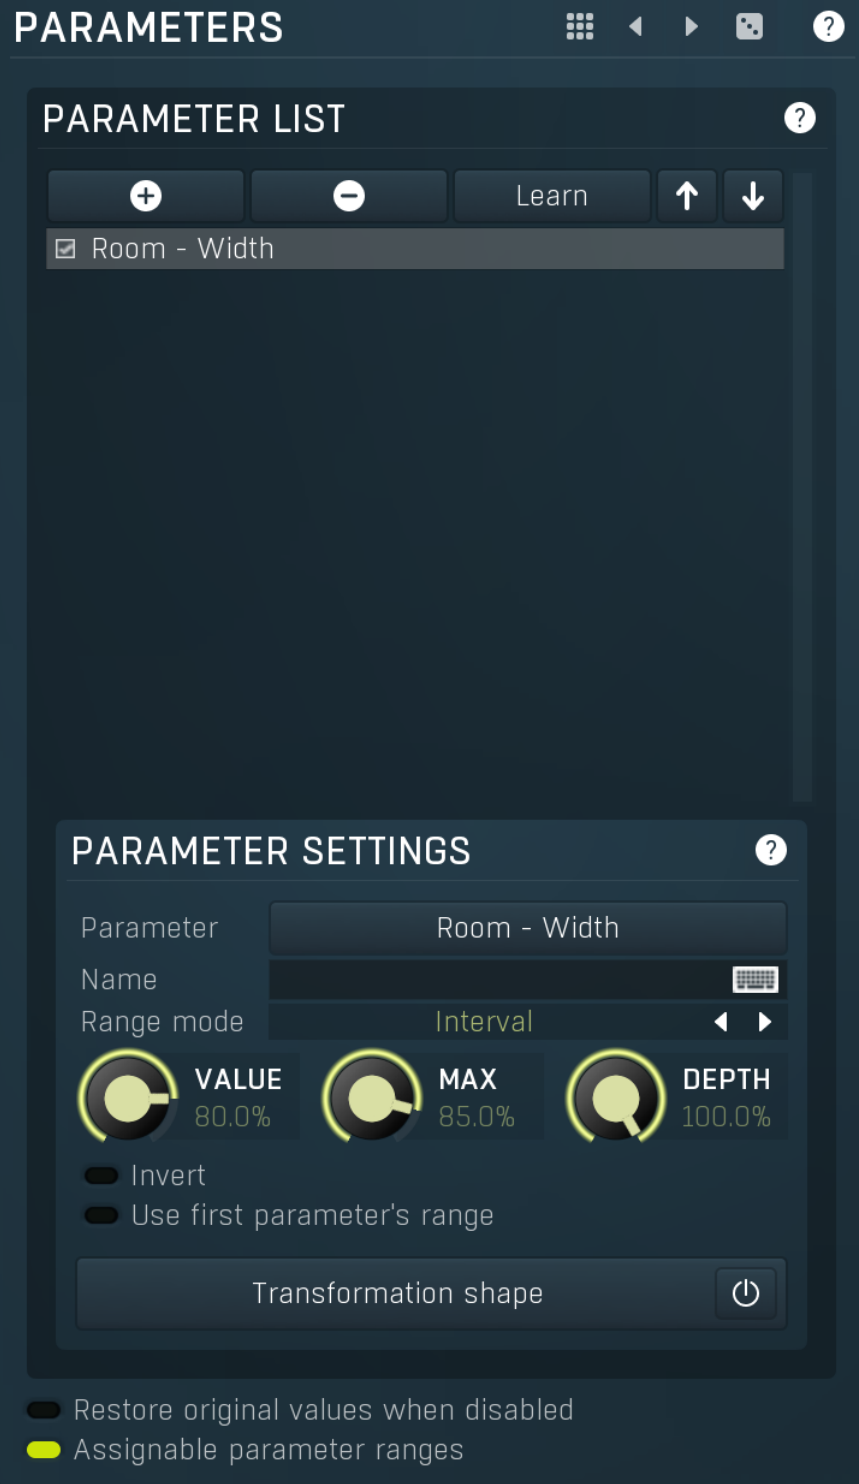 PARAMETERS
?
PARAMETER LIST
?
Learn
Room - Width
PARAMETER SETTINGS
?
Parameter
Room - Width
Name
Range mode
Interval
VALUE
80.0%
MAX
85.0%
DEPTH
100.0%
Invert
Use first parameter's range
Transformation shape
Restore original values when disabled
Assignable parameter ranges